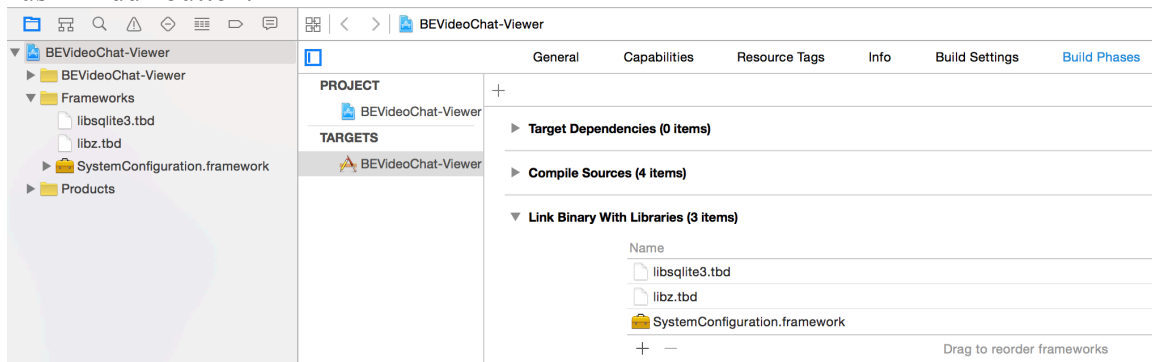 BEVideoChat-Viewer
General Capabilities Resource Tags Info Build Settings Build Phases
BEVideoChat-Viewer
BEVideoChat-Viewer
Frameworks
libsqlite3.tbd
libz.tbd
SystemConfiguration.framework
Products
PROJECT
BEVideoChat-Viewer
TARGETS
BEVideoChat-Viewer
Target Dependencies (0 items)
Compile Sources (4 items)
Link Binary With Libraries (3 items)
Name
libsqlite3.tbd
libz.tbd
SystemConfiguration.framework
Drag to reorder frameworks